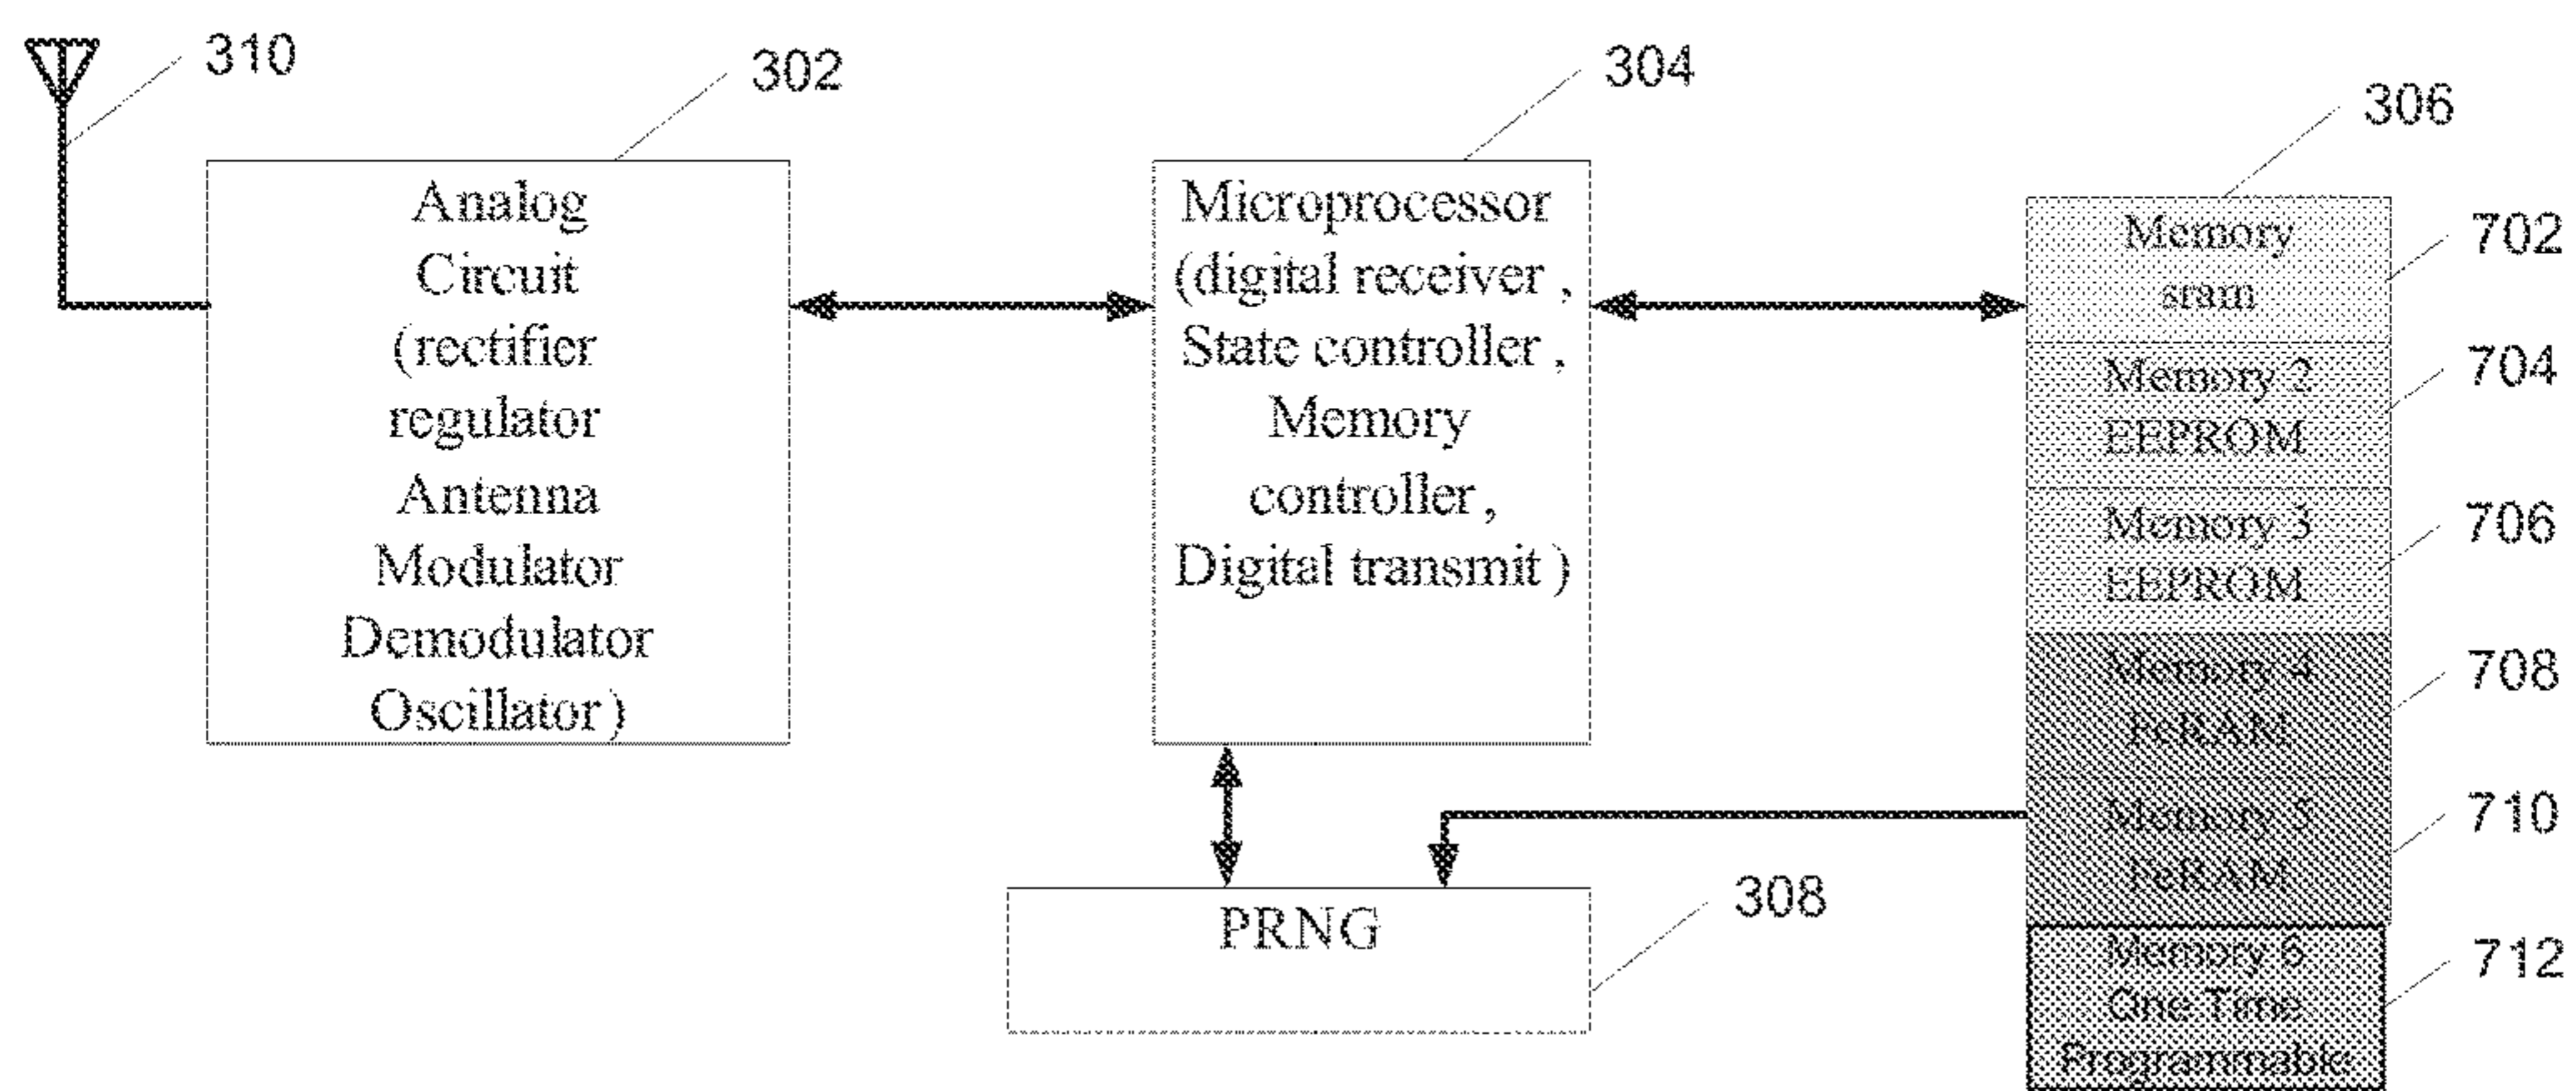 310
302
304
306
Analog
Circuit
(rectifier
regulator
Antenna
Modulator
Demodulator
Oscillator)
Microprocessor
(digital receiver ,
State controller ,
Memory
controller ,
Digital transmit )
Memory
sram
702
Memory 2
EEPROM
704
Memory 3
EEPROM
706
Memory 4
FeRAM
708
Memory 5
FeRAM
710
Memory 6
One Time
Programmable
712
PRNG
308